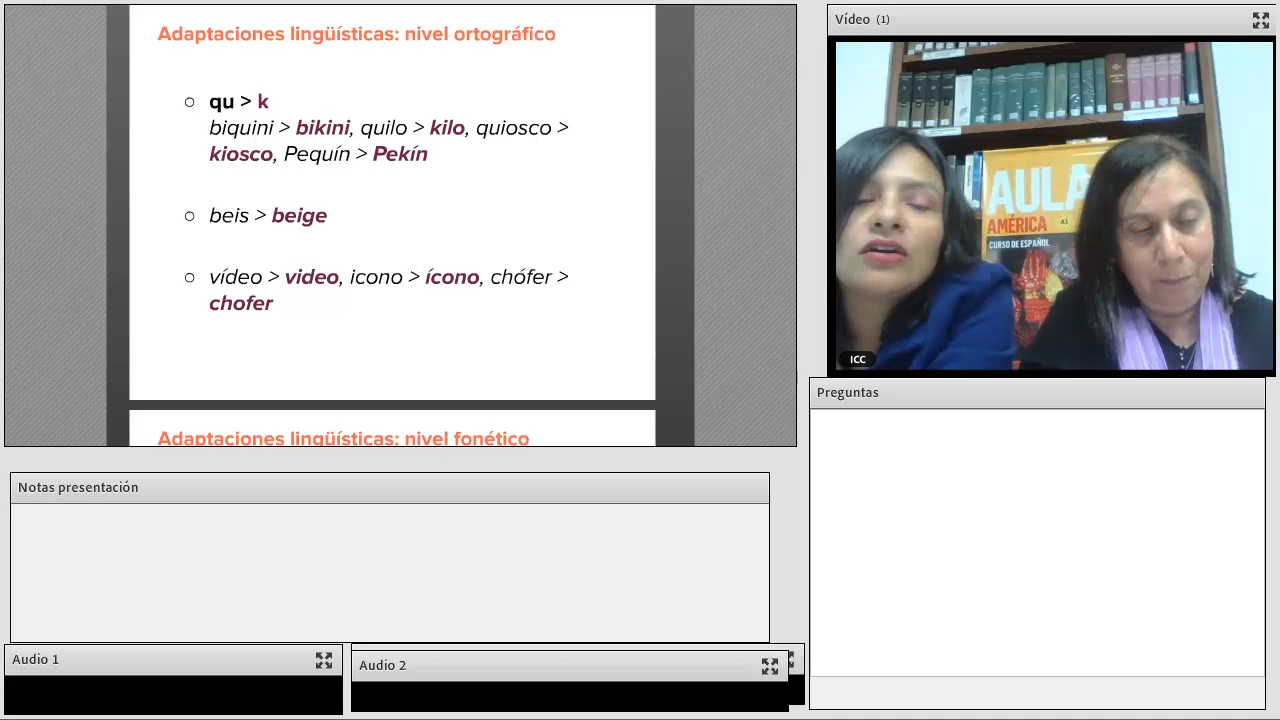 Adaptaciones lingüísticas: nivel ortográfico
○ qu > k
biquini > bikini, quilo > kilo, quiosco >
kiosco, Pequín > Pekín
○ beis > beige
○ vídeo > video, icono > ícono, chófer >
chofer
Adaptaciones lingüísticas: nivel fonético
Vídeo (1)
AULA
AMÉRICA
A1
CURSO DE ESPAÑOL
ICC
Preguntas
Notas presentación
Audio 1
Audio 2